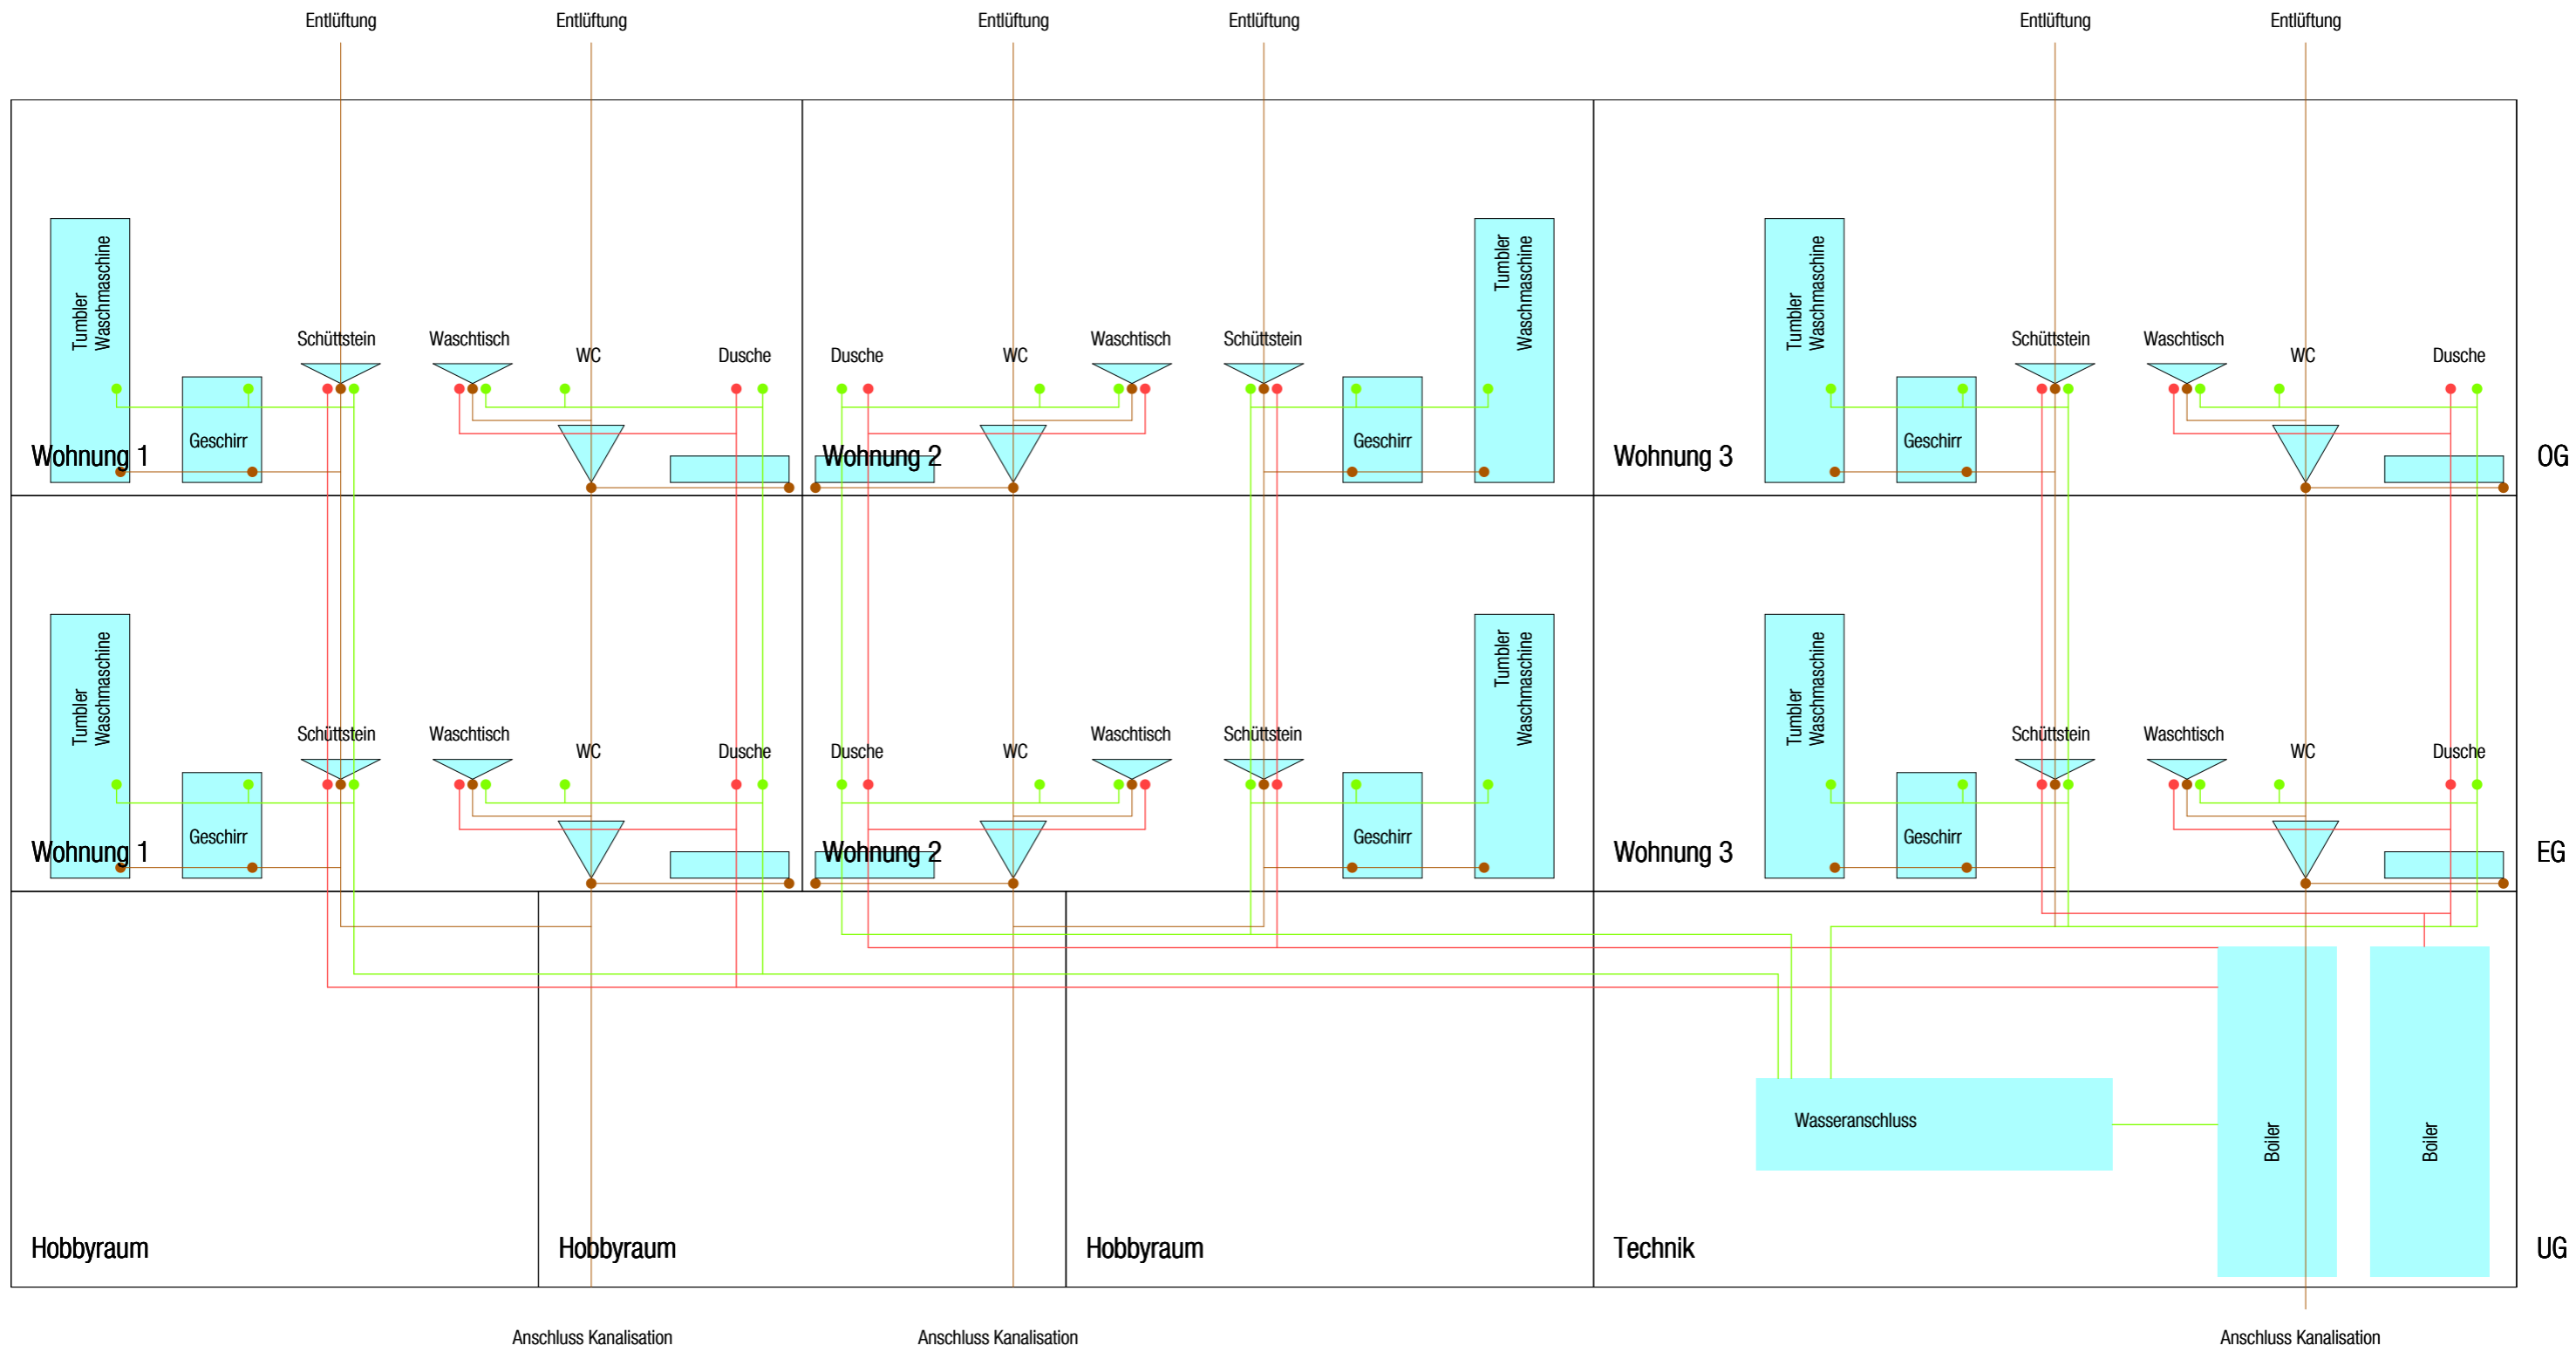 Entlüftung Entlüftung Entlüftung Entlüftung Entlüftung Entlüftung
Tumbler
Waschmaschine
Geschirr
Schüttstein
Waschtisch
WC
Dusche
Wohnung 1
Dusche
WC
Waschtisch
Schüttstein
Geschirr
Tumbler
Waschmaschine
Wohnung 2
Tumbler
Waschmaschine
Geschirr
Schüttstein
Waschtisch
WC
Dusche
Wohnung 3
OG
Tumbler
Waschmaschine
Geschirr
Schüttstein
Waschtisch
WC
Dusche
Wohnung 1
Dusche
WC
Waschtisch
Schüttstein
Geschirr
Tumbler
Waschmaschine
Wohnung 2
Tumbler
Waschmaschine
Geschirr
Schüttstein
Waschtisch
WC
Dusche
Wohnung 3
EG
Wasseranschluss
Boiler
Boiler
Hobbyraum
Hobbyraum
Hobbyraum
Technik
UG
Anschluss Kanalisation Anschluss Kanalisation Anschluss Kanalisation